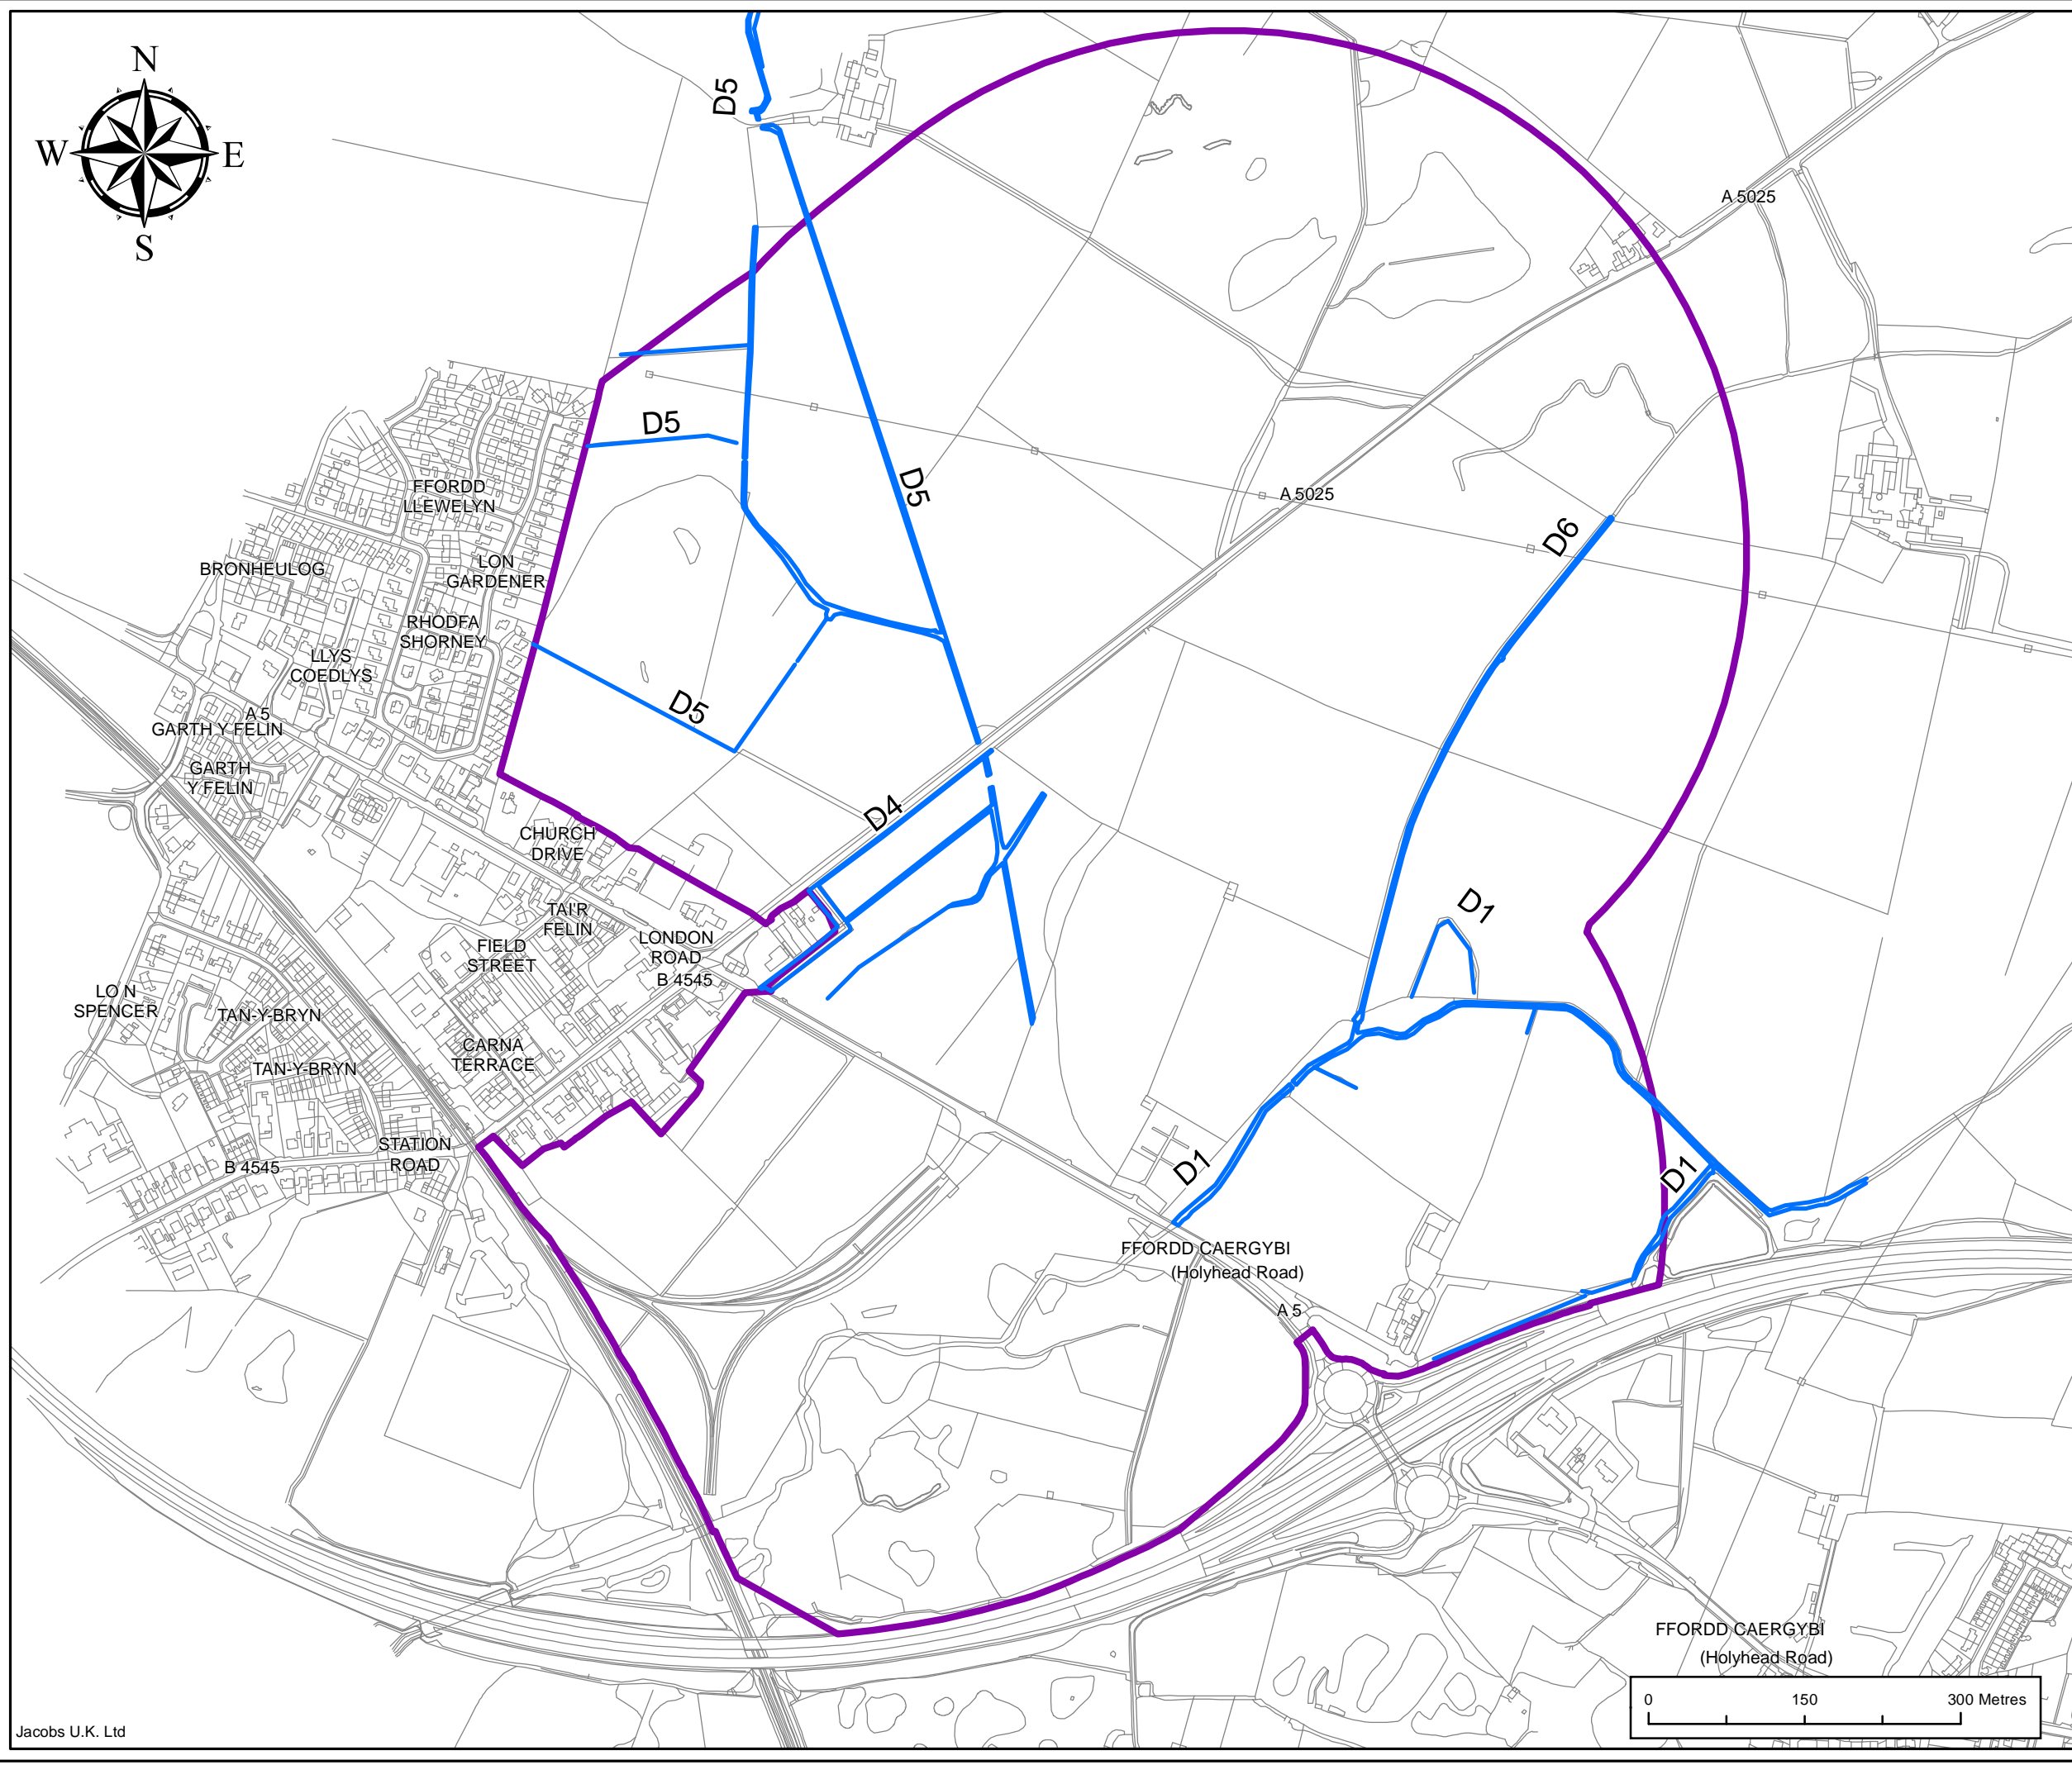 N
W
E
S
D5
A 5025
D5
D5
A 5025
D6
FFORDD
LLEWELYN
BRONHEULOG
LON
GARDENER
RHODFA
SHORNEY
LLYS
COEDLYS
D5
A 5
GARTH Y FELIN
GARTH
Y FELIN
D4
CHURCH
DRIVE
TAI'R
FELIN
FIELD
STREET
LONDON
ROAD
B 4545
D1
LO N
SPENCER
TAN-Y-BRYN
CARNA
TERRACE
TAN-Y-BRYN
STATION
ROAD
B 4545
D1
D1
FFORDD CAERGYBI
(Holyhead Road)
A 5
FFORDD CAERGYBI
(Holyhead Road)
0 150 300 Metres
Jacobs U.K. Ltd